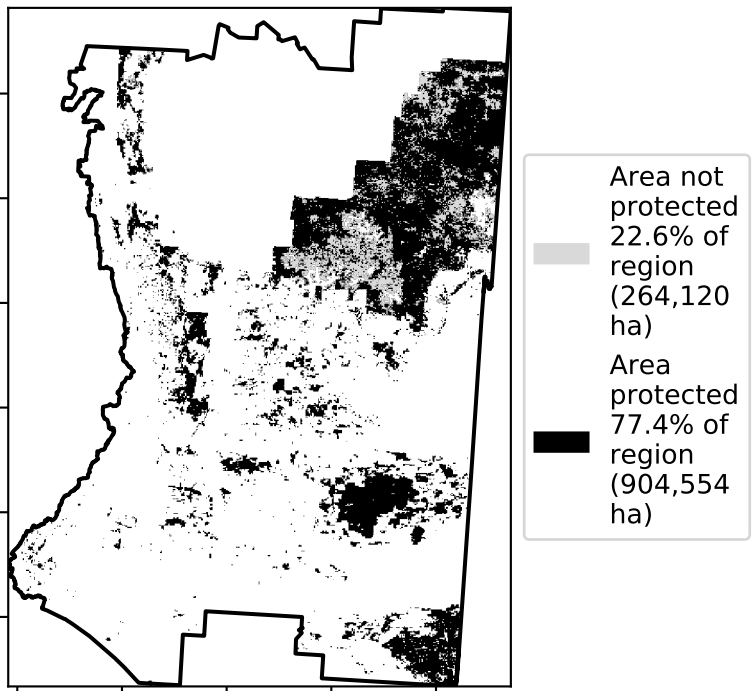 Area not
protected
22.6% of
region
(264,120
ha)
Area
protected
77.4% of
region
(904,554
ha)